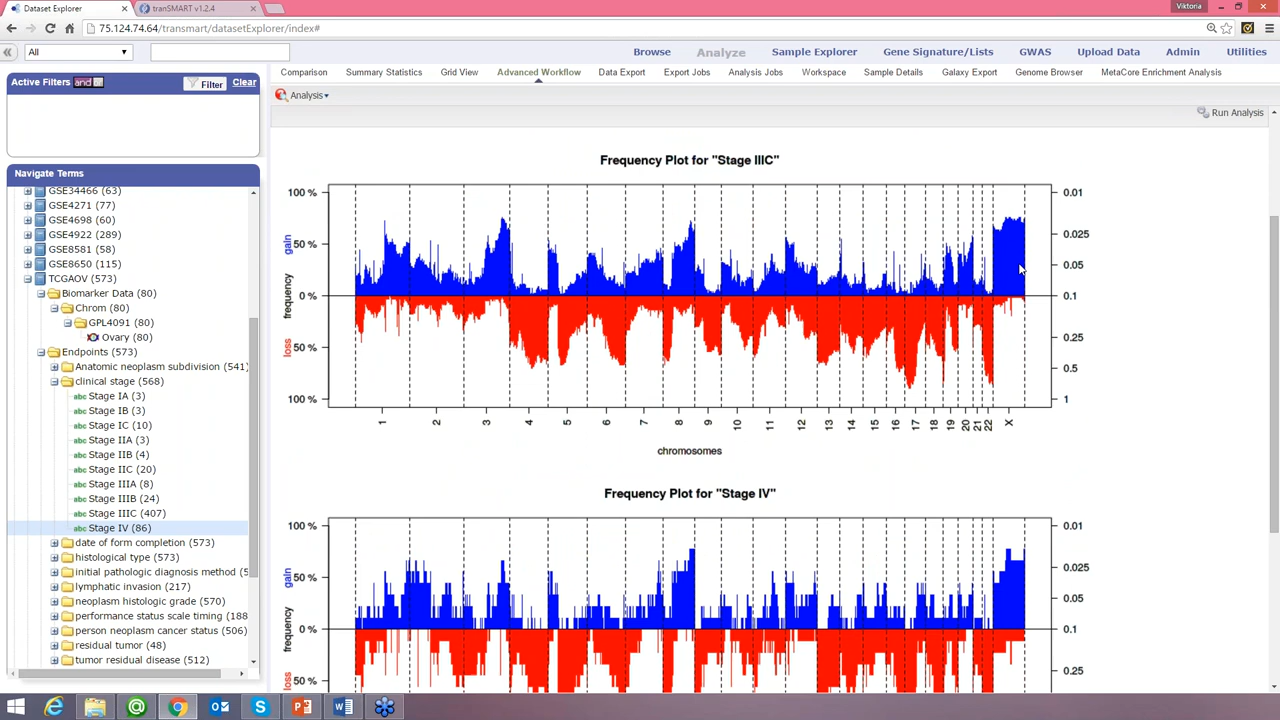 Dataset Explorer
tranSMART v1.2.4
Viktoria
75.124.74.64/transmart/datasetExplorer/index#
All
Browse
Analyze
Sample Explorer
Gene Signature/Lists
GWAS
Upload Data
Admin
Utilities
Active Filters and
Filter
Clear
Comparison
Summary Statistics
Grid View
Advanced Workflow
Data Export
Export Jobs
Analysis Jobs
Workspace
Sample Details
Galaxy Export
Genome Browser
MetaCore Enrichment Analysis
Analysis
Run Analysis
Navigate Terms
GSE34466 (63)
GSE4271 (77)
GSE4698 (60)
GSE4922 (289)
GSE8581 (58)
GSE8650 (115)
TCGAOV (573)
Biomarker Data (80)
Chrom (80)
GPL4091 (80)
Ovary (80)
Endpoints (573)
Anatomic neoplasm subdivision (541)
clinical stage (568)
abc Stage IA (3)
abc Stage IB (3)
abc Stage IC (10)
abc Stage IIA (3)
abc Stage IIB (4)
abc Stage IIC (20)
abc Stage IIIA (8)
abc Stage IIIB (24)
abc Stage IIIC (407)
abc Stage IV (86)
date of form completion (573)
histological type (573)
initial pathologic diagnosis method (5
lymphatic invasion (217)
neoplasm histologic grade (570)
performance status scale timing (188
person neoplasm cancer status (506)
residual tumor (48)
tumor residual disease (512)
Frequency Plot for "Stage IIIC"
100 %
50 %
0 %
50 %
100 %
loss
frequency
gain
0.01
0.025
0.05
0.1
0.25
0.5
1
1 2 3 4 5 6 7 8 9 10 11 12 13 14 15 16 17 18 19 20 21 22 X
chromosomes
Frequency Plot for "Stage IV"
100 %
50 %
0 %
50 %
loss
frequency
gain
0.01
0.025
0.05
0.1
0.25